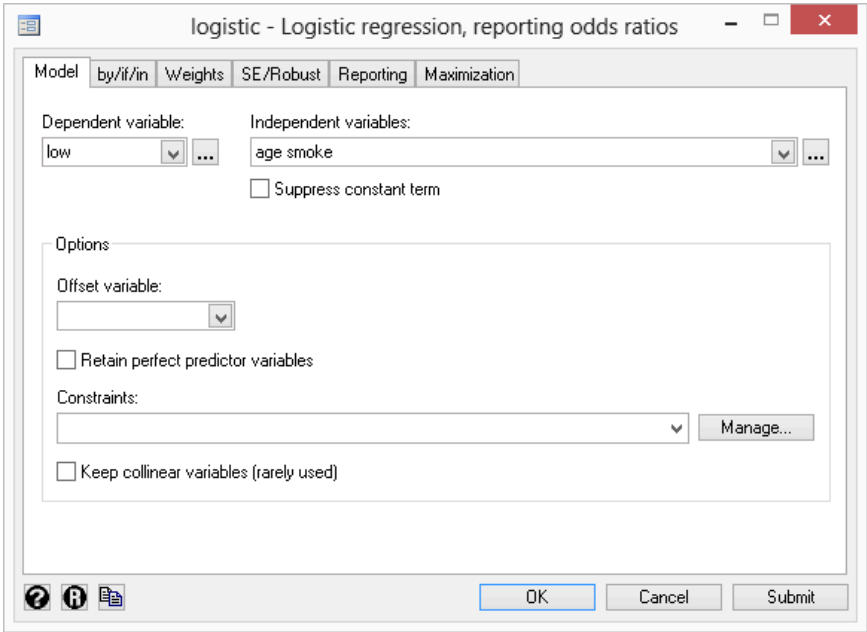 logistic - Logistic regression, reporting odds ratios
Model by/if/in Weights SE/Robust Reporting Maximization
Dependent variable: Independent variables:
low ... age smoke ...
Suppress constant term
Options
Offset variable:
Retain perfect predictor variables
Constraints:
Manage...
Keep collinear variables (rarely used)
? R OK Cancel Submit